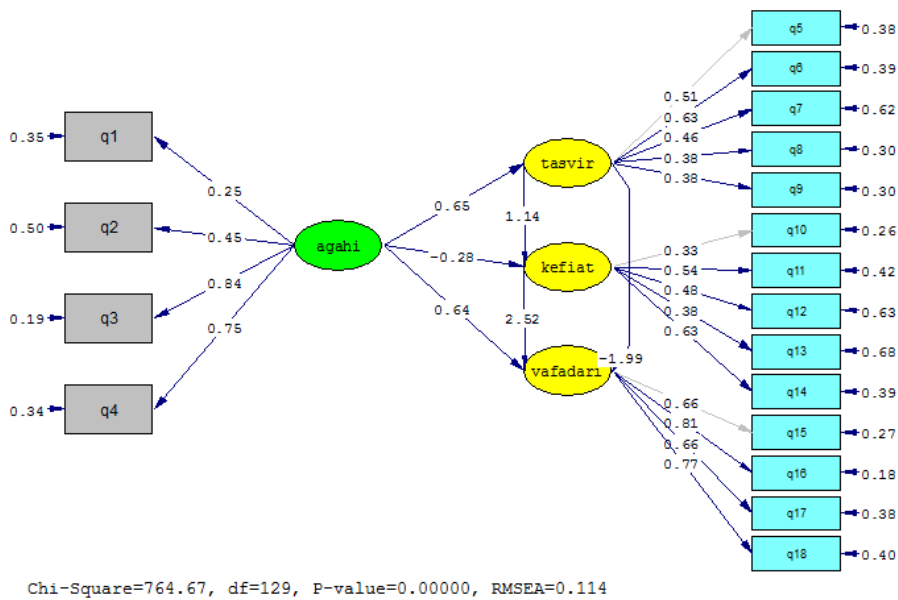 q5
0.38
q6
0.39
0.51
0.63
q7
0.62
0.35
q1
0.46
tasvir
0.38
q8
0.30
0.38
q9
0.30
0.25
0.65
1.14
q10
0.26
0.50
q2
0.45
agahi
-0.28
kefiat
0.33
0.54
q11
0.42
0.84
0.48
0.38
0.63
q12
0.63
0.19
q3
0.64
2.52
0.75
-1.99
q13
0.68
vafadari
q14
0.39
0.34
q4
0.66
0.81
0.66
0.77
q15
0.27
q16
0.18
q17
0.38
q18
0.40
Chi-Square=764.67, df=129, P-value=0.00000, RMSEA=0.114